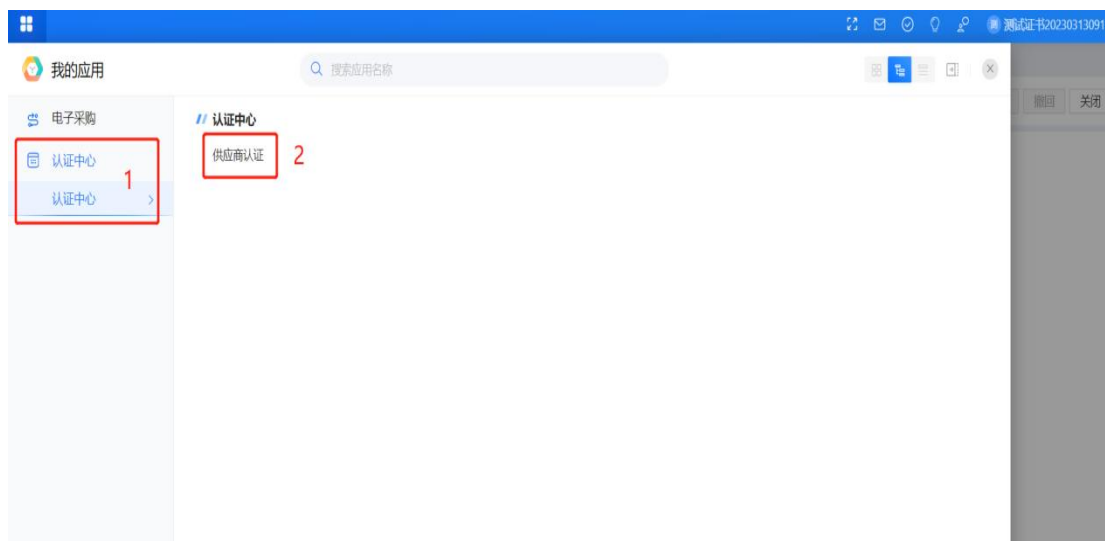 测试证书20230313091
我的应用
搜索应用名称
撤回 关闭
电子采购
认证中心
认证中心
1
认证中心
供应商认证
2